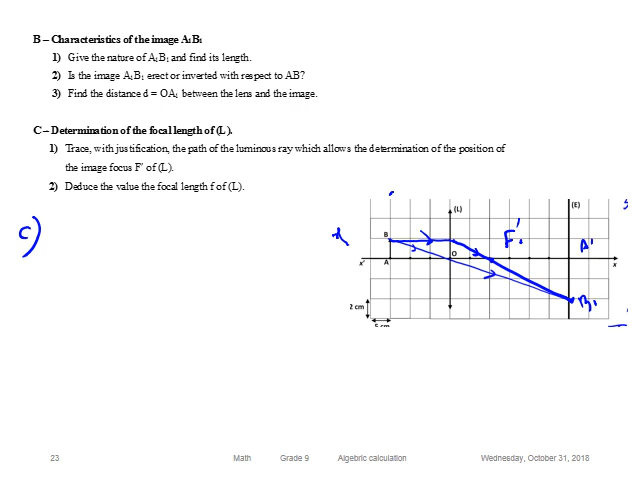 B – Characteristics of the image A₁B₁
1) Give the nature of A₁B₁ and find its length.
2) Is the image A₁B₁ erect or inverted with respect to AB?
3) Find the distance d = OA₁ between the lens and the image.
C – Determination of the focal length of (L).
1) Trace, with justification, the path of the luminous ray which allows the determination of the position of
the image focus F' of (L).
2) Deduce the value the focal length f of (L).
c)
(L)
(E)
B
F'
A'
O
x'
A
x
B₁
2 cm
5 cm
23 Math Grade 9 Algebric calculation Wednesday, October 31, 2018